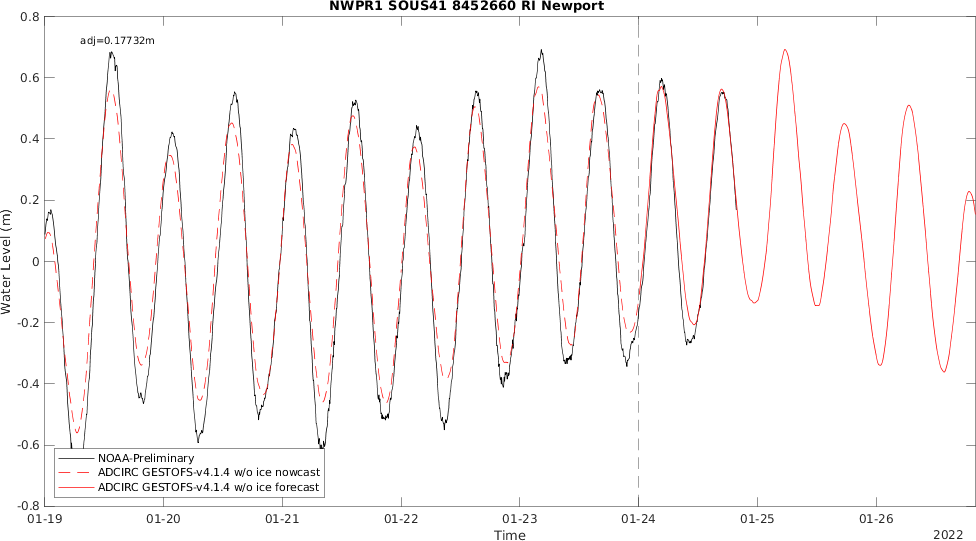 NWPR1 SOUS41 8452660 RI Newport
adj=0.17732m
0.8
0.6
0.4
0.2
0
-0.2
-0.4
-0.6
-0.8
Water Level (m)
NOAA-Preliminary
ADCIRC GESTOFS-v4.1.4 w/o ice nowcast
ADCIRC GESTOFS-v4.1.4 w/o ice forecast
01-19 01-20 01-21 01-22 01-23 01-24 01-25 01-26
Time
2022